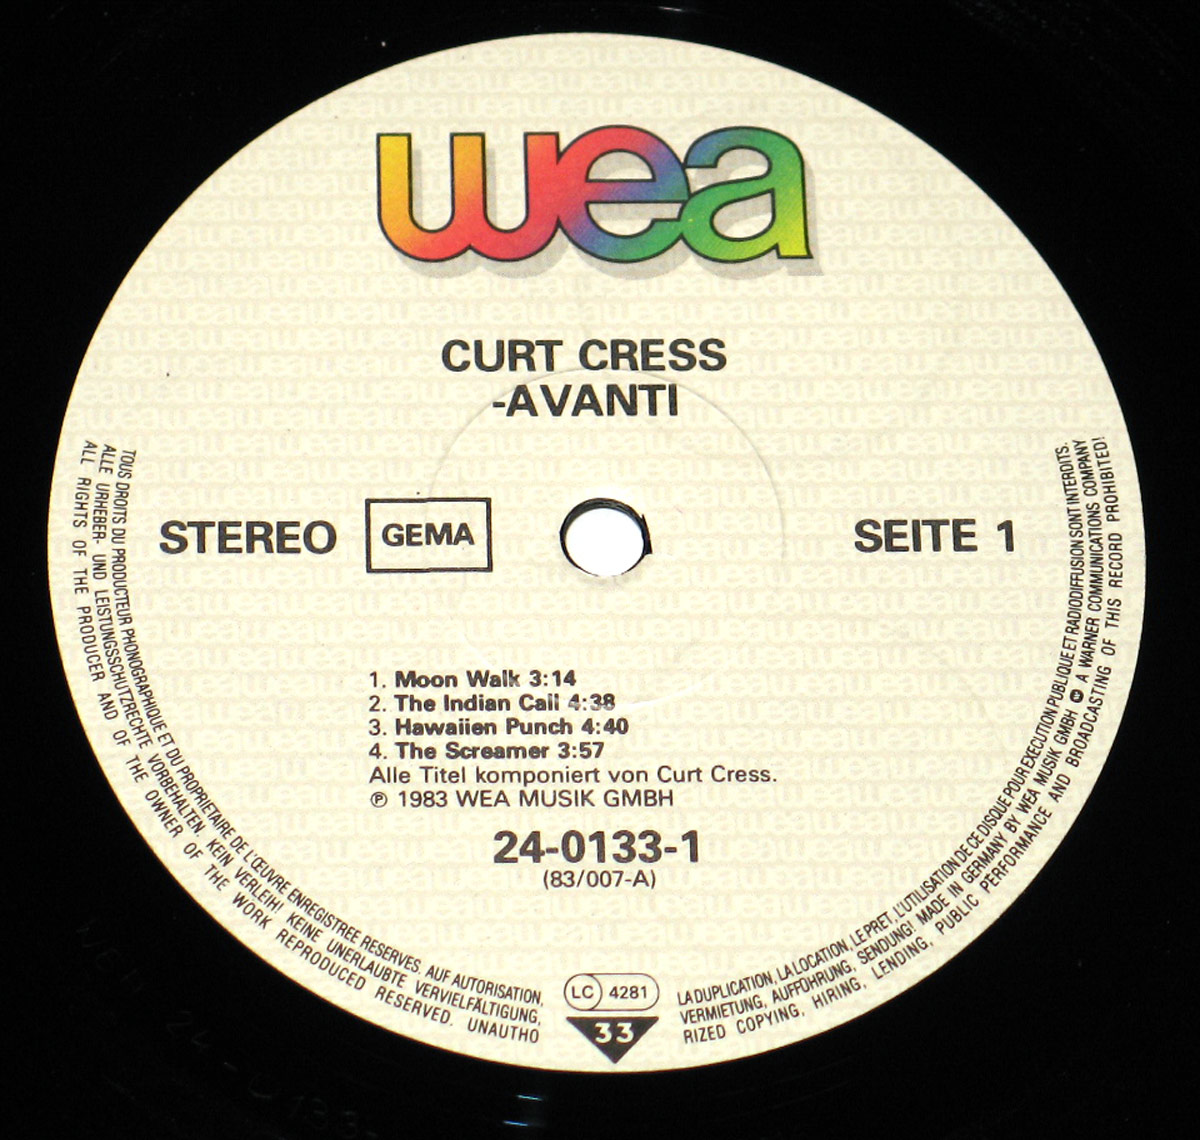 wea
CURT CRESS
-AVANTI
STEREO GEMA SEITE 1
1. Moon Walk 3:14
2. The Indian Call 4:38
3. Hawaiien Punch 4:40
4. The Screamer 3:57
Alle Titel komponiert von Curt Cress.
℗ 1983 WEA MUSIK GMBH
24-0133-1
(83/007-A)
LC 4281
33
TOUS DROITS DU PRODUCTEUR PHONOGRAPHIQUE ET DU PROPRIETAIRE DE L'ŒUVRE ENREGISTREE RESERVES. AUF AUTORISATION, LA DUPLICATION, LA LOCATION, LE PRET, L'UTILISATION DE CE DISQUE POUR EXECUTION PUBLIQUE ET RADIODIFFUSION SONT INTERDITS.
ALLE URHEBER- UND LEISTUNGSSCHUTZRECHTE VORBEHALTEN. KEIN VERLEIH! KEINE UNERLAUBTE VERVIELFÄLTIGUNG, VERMIETUNG, AUFFÜHRUNG, SENDUNG! MADE IN GERMANY BY WEA MUSIK GMBH A WARNER COMMUNICATIONS COMPANY
ALL RIGHTS OF THE PRODUCER AND OF THE OWNER OF THE WORK REPRODUCED RESERVED. UNAUTHORIZED COPYING, HIRING, LENDING, PUBLIC PERFORMANCE AND BROADCASTING OF THIS RECORD PROHIBITED!